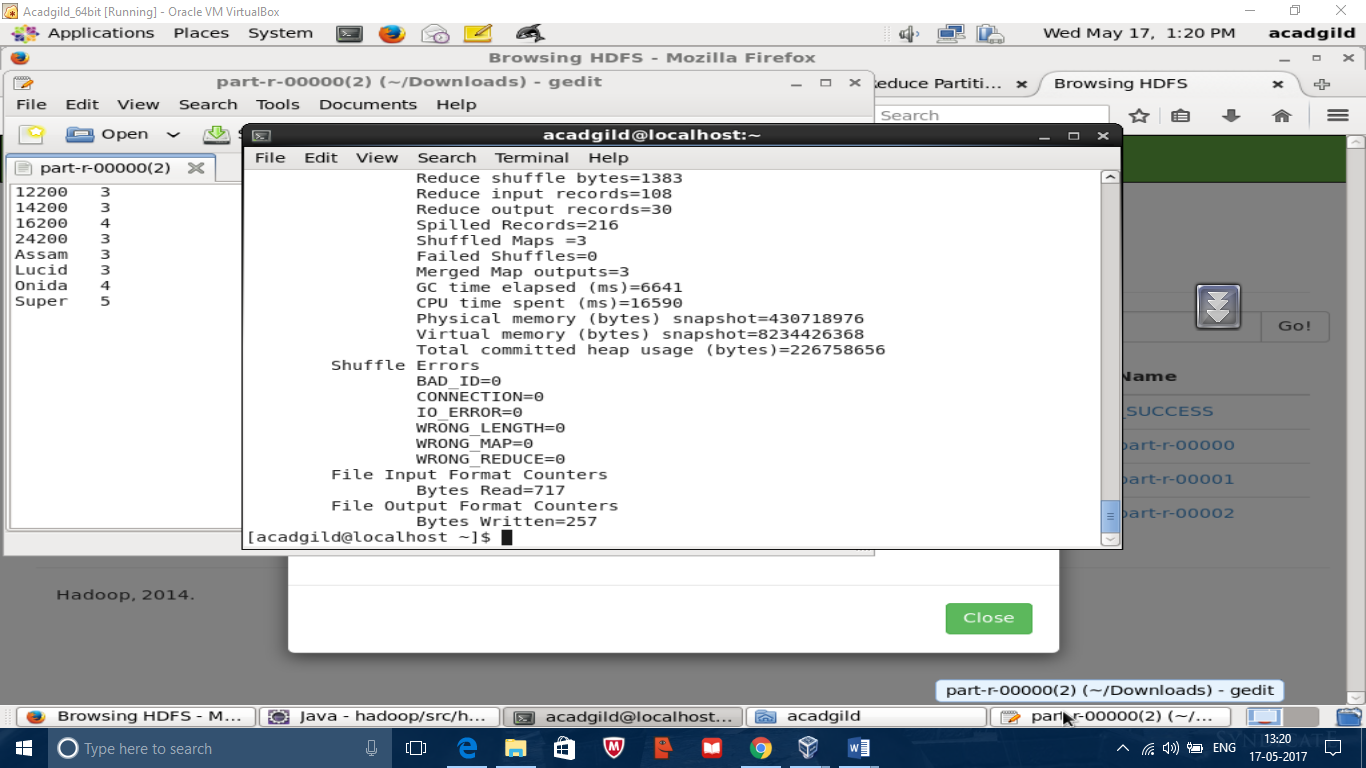 Acadgild_64bit [Running] - Oracle VM VirtualBox
Applications Places System
Wed May 17, 1:20 PM acadgild
Browsing HDFS - Mozilla Firefox
part-r-00000(2) (~/Downloads) - gedit
educe Partiti...
Browsing HDFS
File Edit View Search Tools Documents Help
Search
Open
part-r-00000(2)
12200 3
14200 3
16200 4
24200 3
Assam 3
Lucid 3
Onida 4
Super 5
acadgild@localhost:~
File Edit View Search Terminal Help
Reduce shuffle bytes=1383
Reduce input records=108
Reduce output records=30
Spilled Records=216
Shuffled Maps =3
Failed Shuffles=0
Merged Map outputs=3
GC time elapsed (ms)=6641
CPU time spent (ms)=16590
Physical memory (bytes) snapshot=430718976
Virtual memory (bytes) snapshot=8234426368
Total committed heap usage (bytes)=226758656
Shuffle Errors
BAD_ID=0
CONNECTION=0
IO_ERROR=0
WRONG_LENGTH=0
WRONG_MAP=0
WRONG_REDUCE=0
File Input Format Counters
Bytes Read=717
File Output Format Counters
Bytes Written=257
[acadgild@localhost ~]$
Go!
Name
_SUCCESS
part-r-00000
part-r-00001
part-r-00002
Hadoop, 2014.
Close
part-r-00000(2) (~/Downloads) - gedit
Browsing HDFS - M...
Java - hadoop/src/h...
acadgild@localhost...
acadgild
part-r-00000(2) (~/...
Type here to search
ENG
13:20
17-05-2017